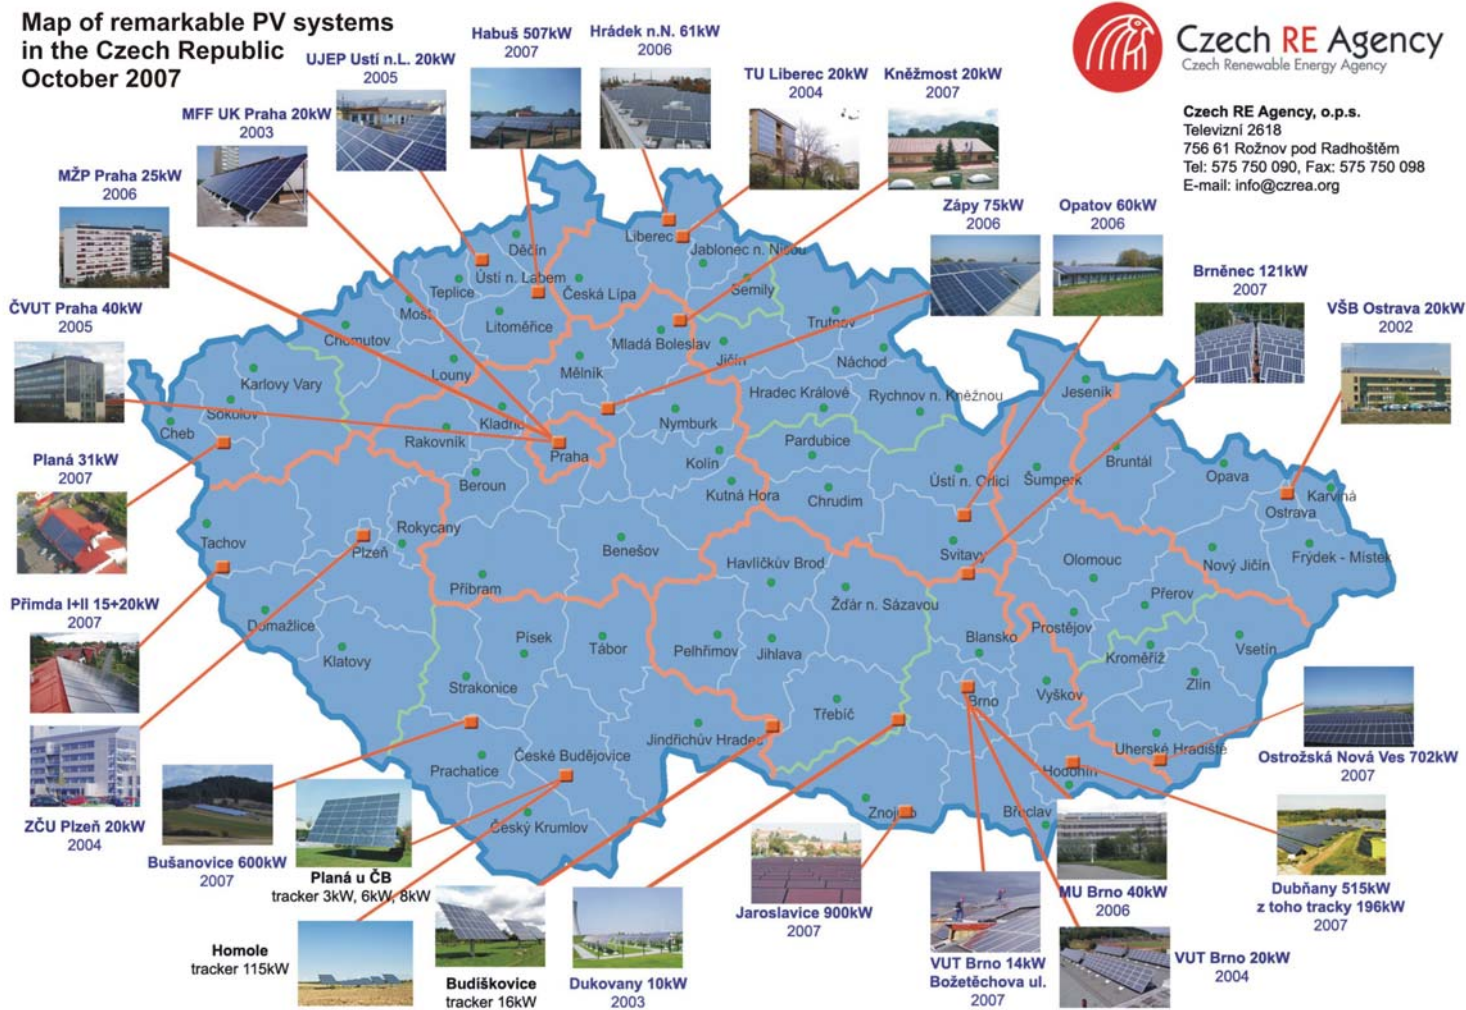 Map of remarkable PV systems
in the Czech Republic
October 2007
UJEP Ustí n.L. 20kW
2005
Habuš 507kW
2007
Hrádek n.N. 61kW
2006
TU Liberec 20kW
2004
Kněžmost 20kW
2007
Czech RE Agency
Czech Renewable Energy Agency
Czech RE Agency, o.p.s.
Televizní 2618
756 61 Rožnov pod Radhoštěm
Tel: 575 750 090, Fax: 575 750 098
E-mail: info@czrea.org
MFF UK Praha 20kW
2003
MŽP Praha 25kW
2006
ČVUT Praha 40kW
2005
Zápy 75kW
2006
Opatov 60kW
2006
Brněnec 121kW
2007
VŠB Ostrava 20kW
2002
Planá 31kW
2007
Přimda I+II 15+20kW
2007
ZČU Plzeň 20kW
2004
Bušanovice 600kW
2007
Planá u ČB
tracker 3kW, 6kW, 8kW
Homole
tracker 115kW
Budíškovice
tracker 16kW
Dukovany 10kW
2003
Jaroslavice 900kW
2007
VUT Brno 14kW
Božetěchova ul.
2007
MU Brno 40kW
2006
VUT Brno 20kW
2004
Dubňany 515kW
z toho tracky 196kW
2007
Ostrožská Nová Ves 702kW
2007
Děčín
Liberec
Jablonec n. Nisou
Ústí n. Labem
Teplice
Česká Lípa
Semily
Most
Litoměřice
Trutnov
Chomutov
Mladá Boleslav
Jičín
Náchod
Louny
Mělník
Karlovy Vary
Hradec Králové
Rychnov n. Kněžnou
Jeseník
Sokolov
Cheb
Kladno
Nymburk
Rakovník
Praha
Pardubice
Kolín
Bruntál
Beroun
Kutná Hora
Chrudim
Ústí n. Orlici
Šumperk
Opava
Karviná
Ostrava
Rokycany
Tachov
Plzeň
Benešov
Svitavy
Havlíčkův Brod
Olomouc
Nový Jičín
Frýdek - Místek
Příbram
Žďár n. Sázavou
Přerov
Domažlice
Písek
Tábor
Pelhřimov
Jihlava
Blansko
Prostějov
Kroměříž
Vsetín
Klatovy
Strakonice
Zlín
Brno
Vyškov
Třebíč
Jindřichův Hradec
Uherské Hradiště
České Budějovice
Prachatice
Hodonín
Český Krumlov
Znojmo
Břeclav